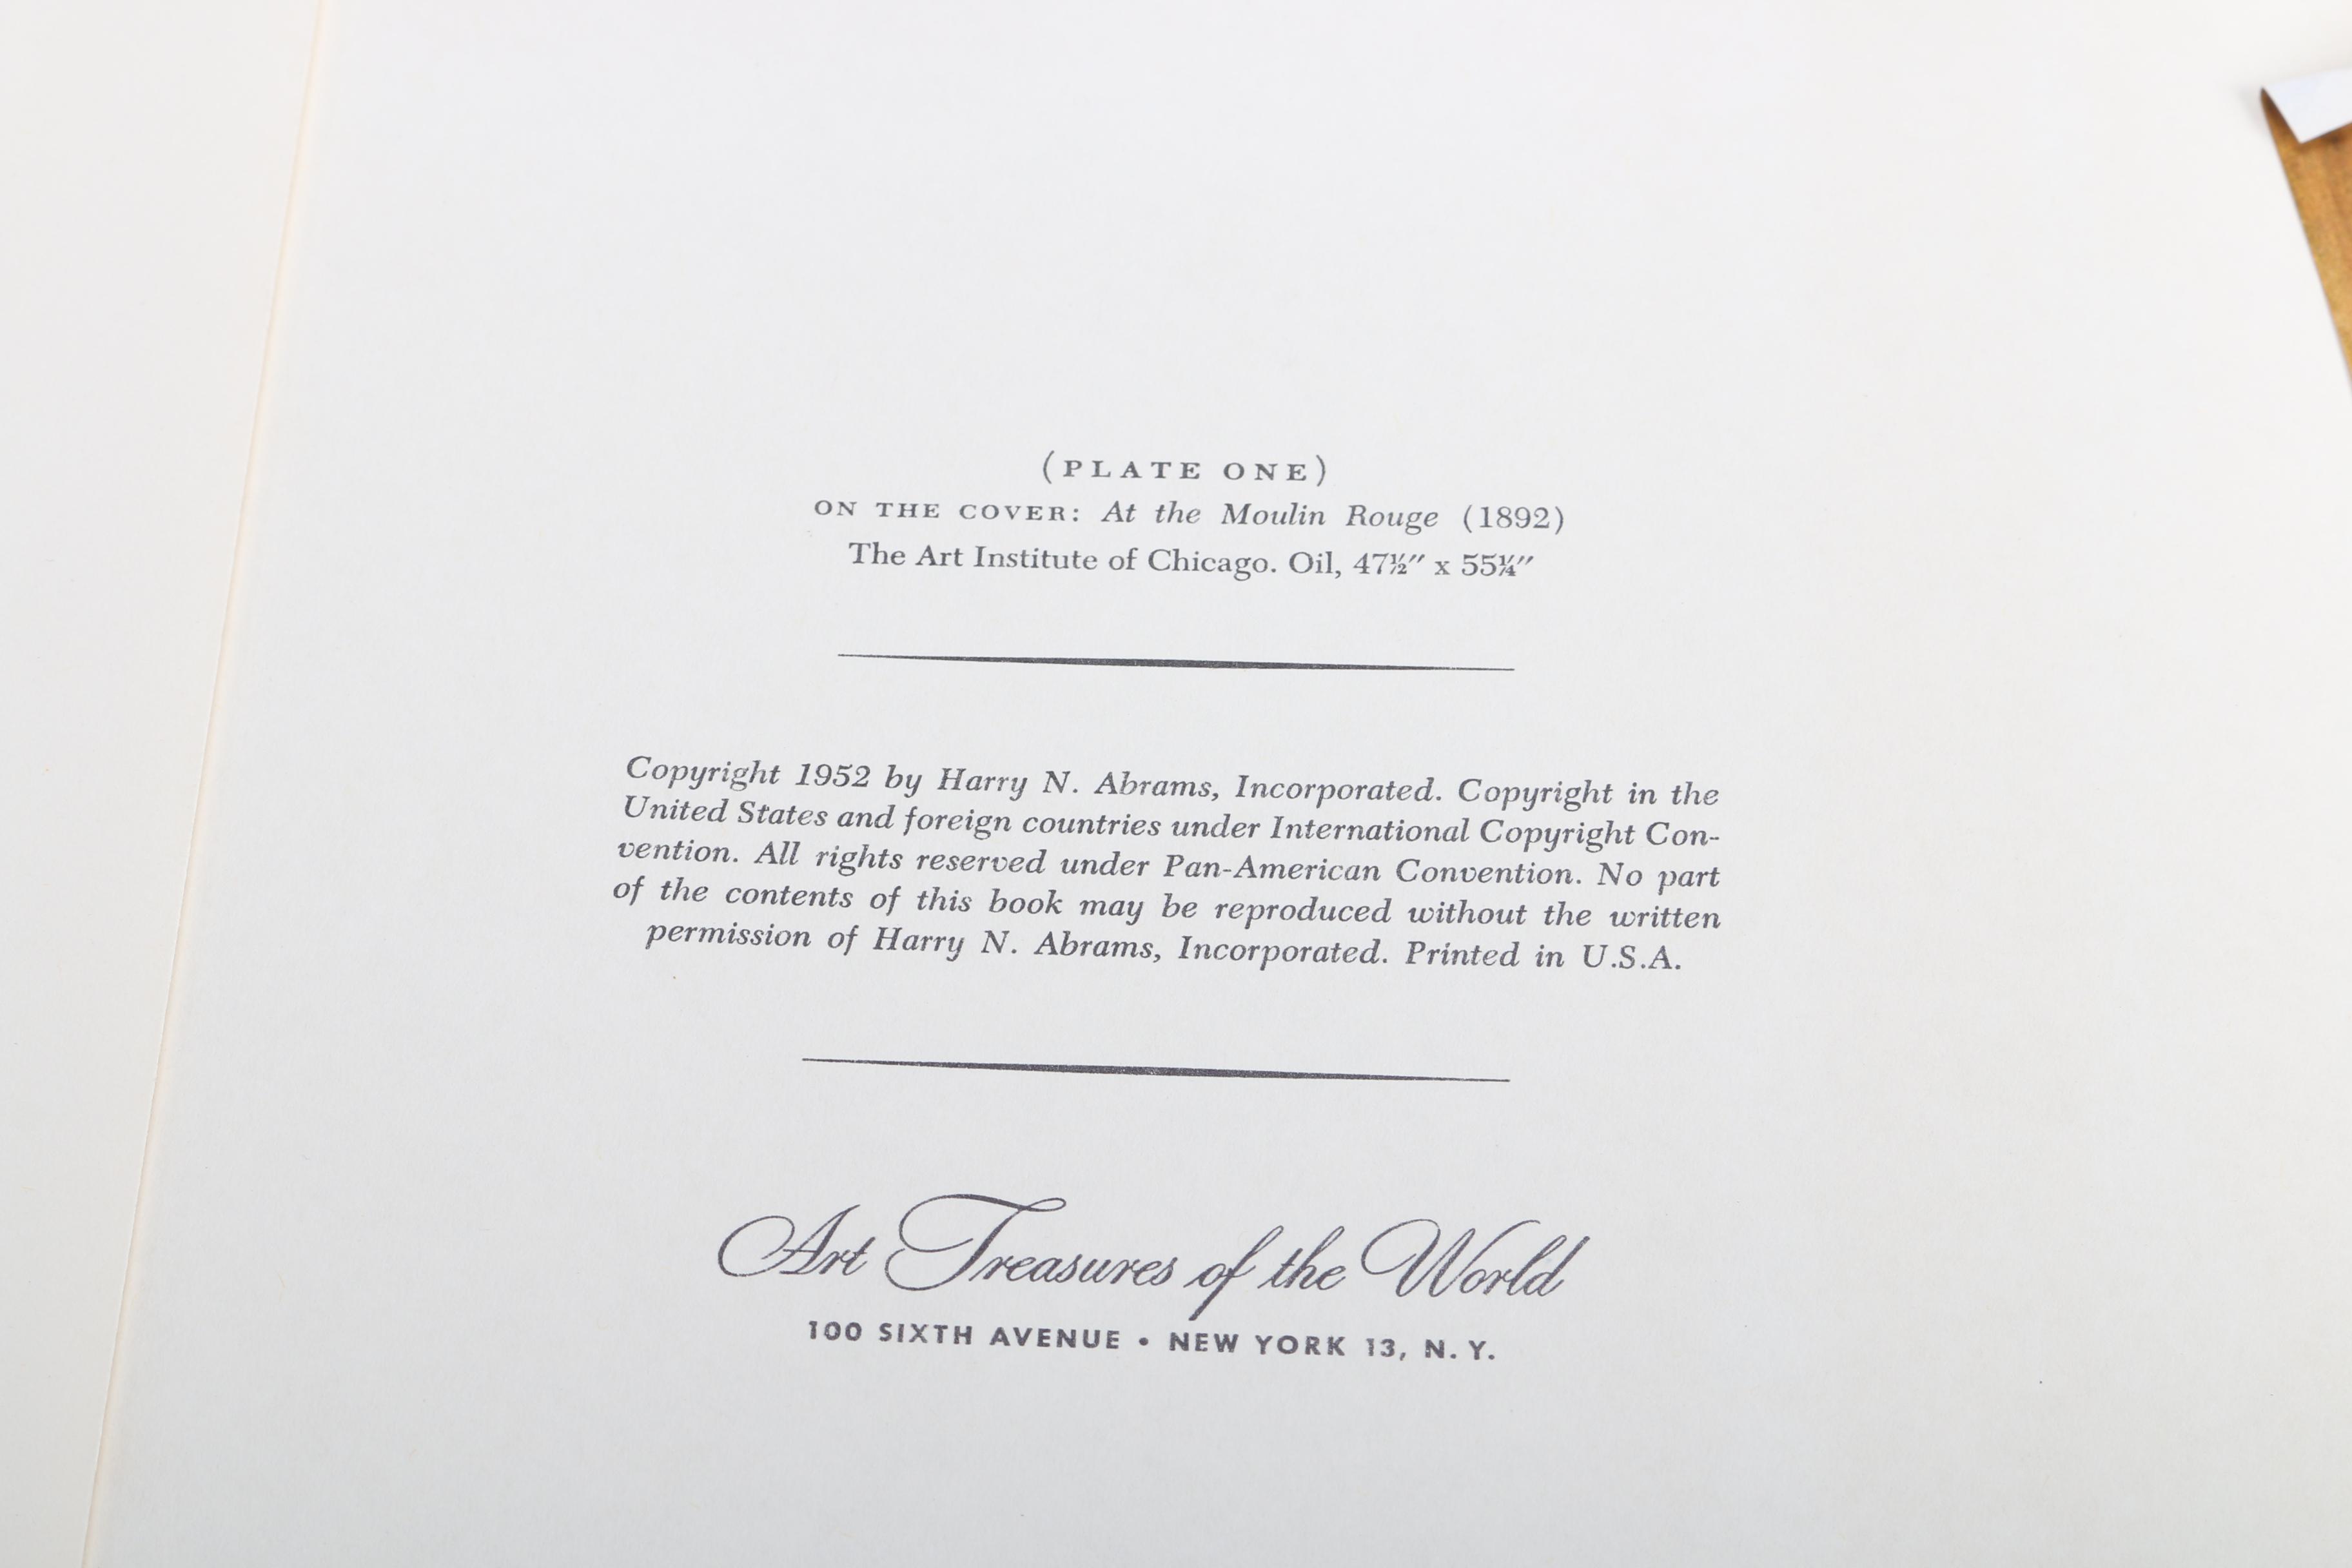 (PLATE ONE)
ON THE COVER: At the Moulin Rouge (1892)
The Art Institute of Chicago. Oil, 47½″ x 55¼″
Copyright 1952 by Harry N. Abrams, Incorporated. Copyright in the
United States and foreign countries under International Copyright Con-
vention. All rights reserved under Pan-American Convention. No part
of the contents of this book may be reproduced without the written
permission of Harry N. Abrams, Incorporated. Printed in U.S.A.
Art Treasures of the World
100 SIXTH AVENUE • NEW YORK 13, N. Y.